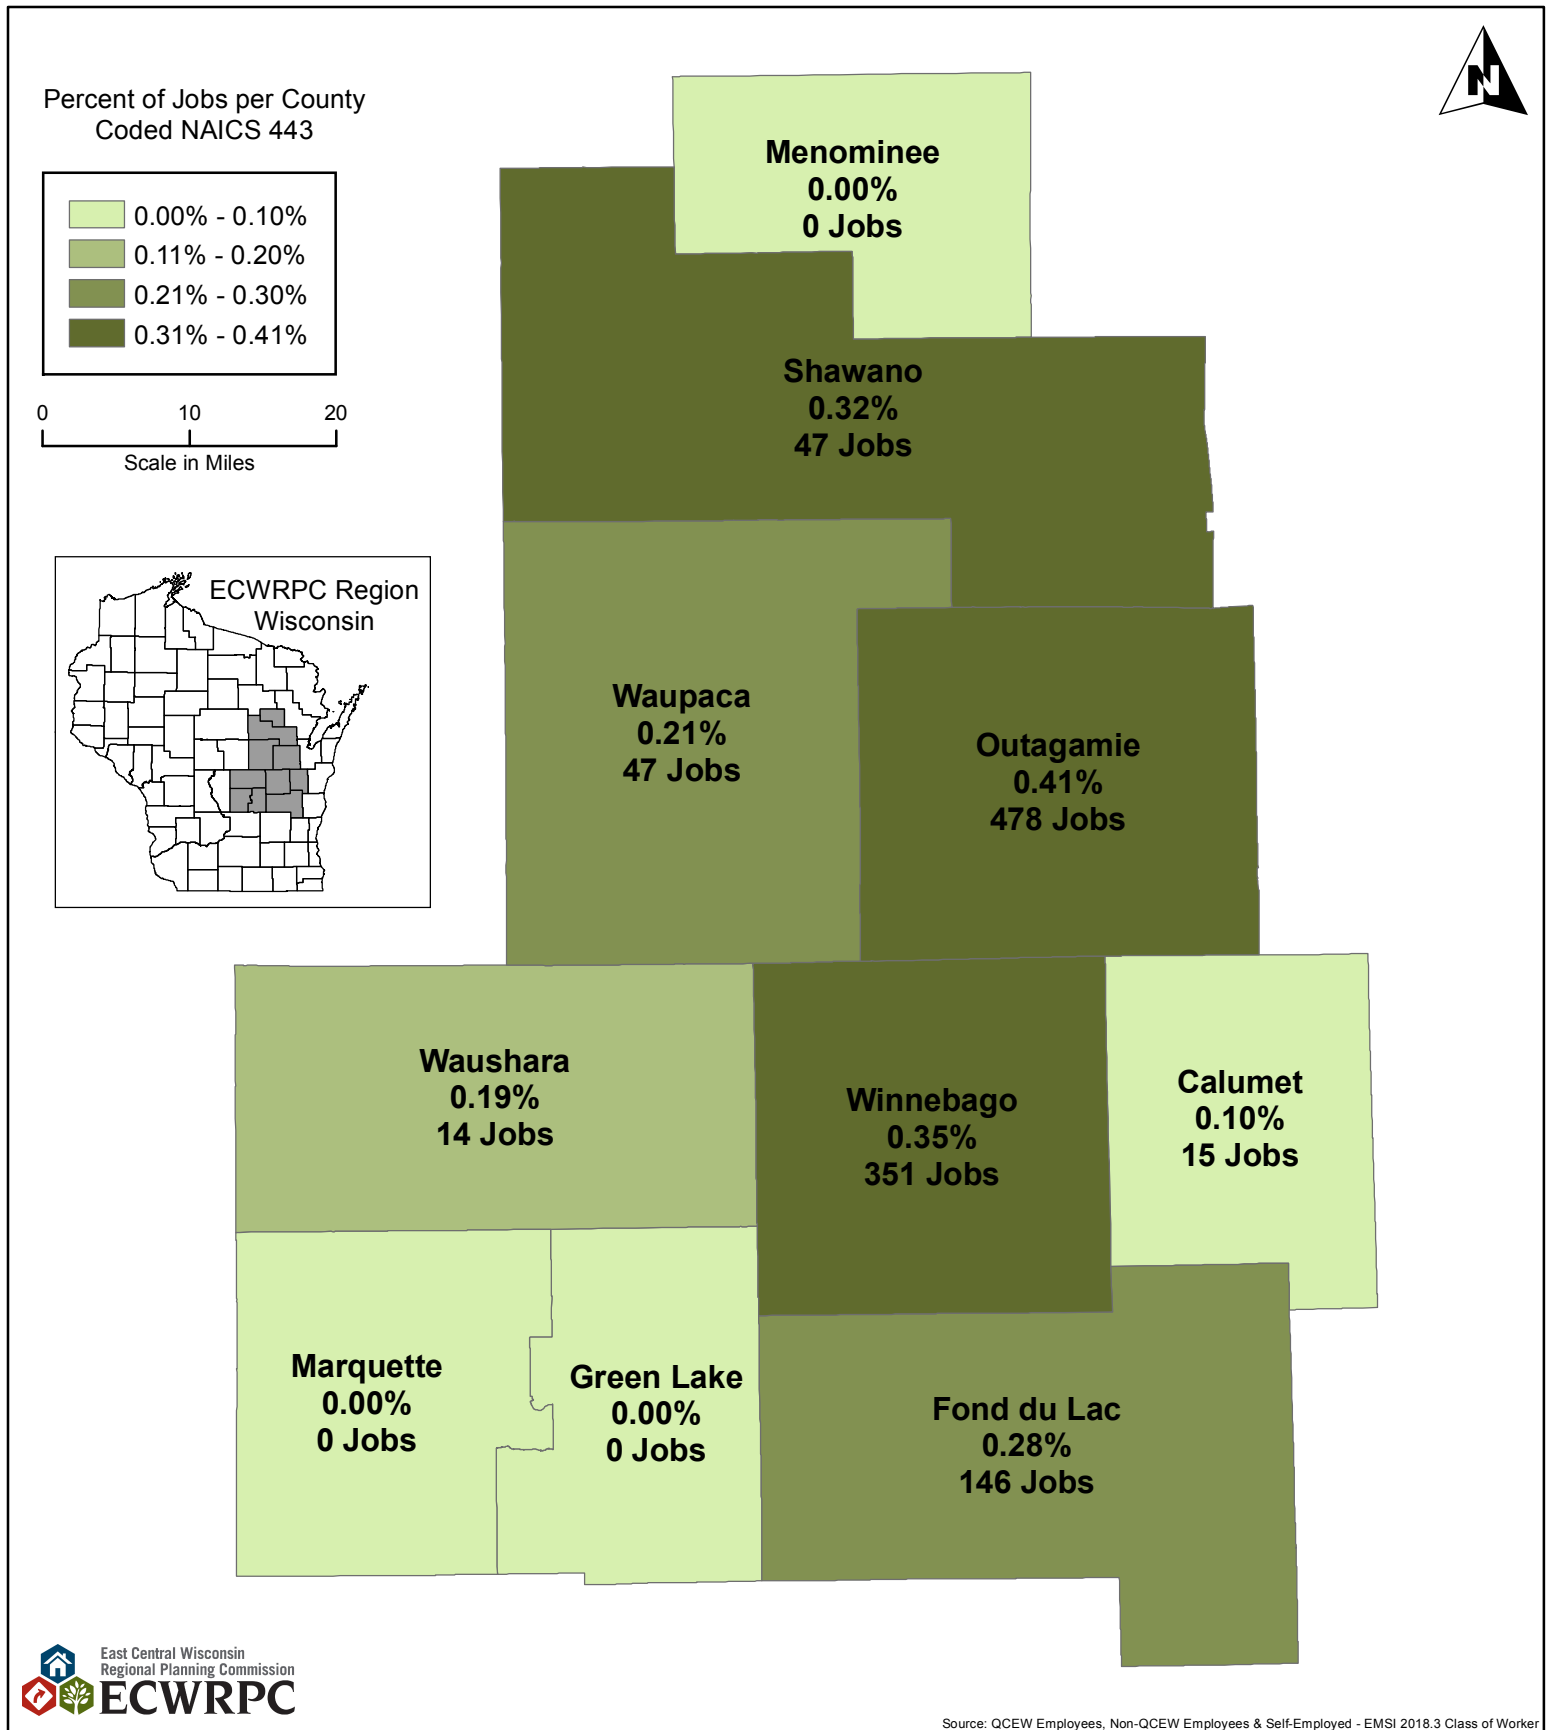 Percent of Jobs per County
Coded NAICS 443
0.00% - 0.10%
0.11% - 0.20%
0.21% - 0.30%
0.31% - 0.41%
0 10 20
Scale in Miles
ECWRPC Region
Wisconsin
N
Menominee
0.00%
0 Jobs
Shawano
0.32%
47 Jobs
Waupaca
0.21%
47 Jobs
Outagamie
0.41%
478 Jobs
Waushara
0.19%
14 Jobs
Winnebago
0.35%
351 Jobs
Calumet
0.10%
15 Jobs
Marquette
0.00%
0 Jobs
Green Lake
0.00%
0 Jobs
Fond du Lac
0.28%
146 Jobs
East Central Wisconsin
Regional Planning Commission
ECWRPC
Source: QCEW Employees, Non-QCEW Employees & Self-Employed - EMSI 2018.3 Class of Worker